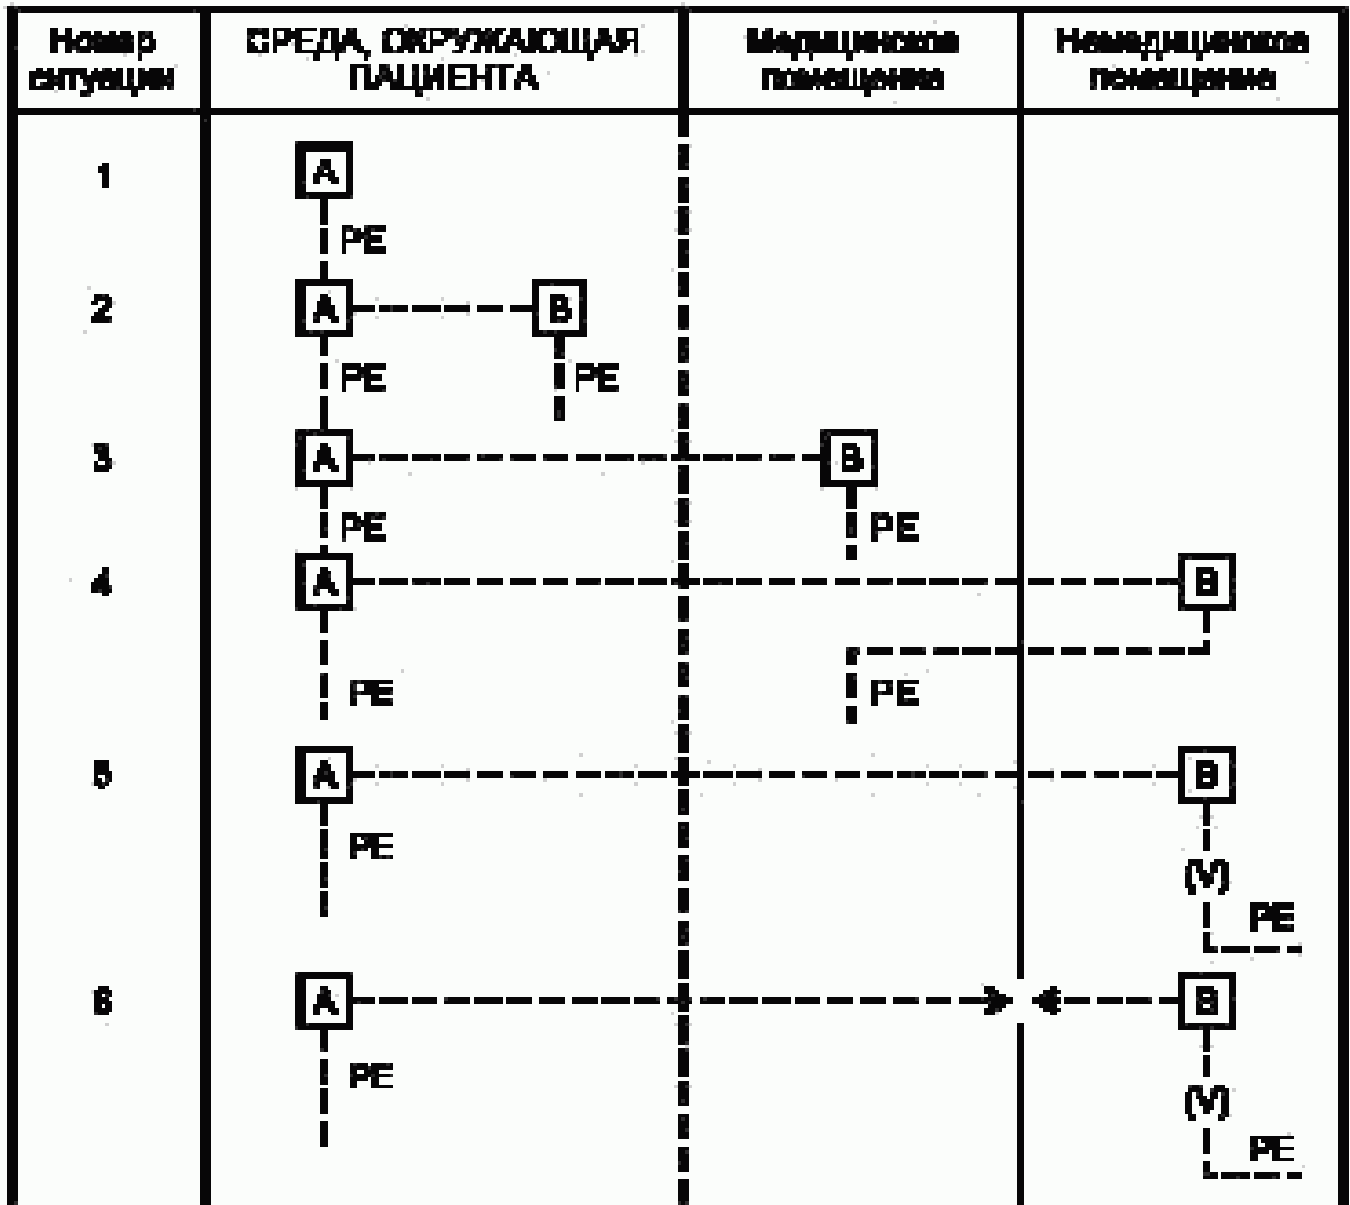 Номер
ситуации
СРЕДА, ОКРУЖАЮЩАЯ
ПАЦИЕНТА
Медицинское
помещение
Немедицинское
помещение
1
A
PE
2
A
B
PE
PE
3
A
B
PE
PE
4
A
B
PE
PE
5
A
B
PE
(V)
PE
6
A
B
PE
(V)
PE